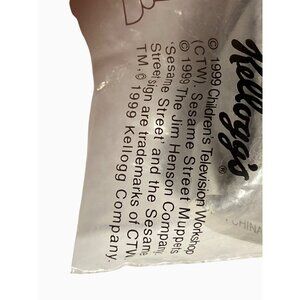 Kellogg's®
© 1999 Children's Television Workshop
(CTW). Sesame Street Muppets
© 1999 The Jim Henson Company.
'Sesame Street' and the Sesame
Street sign are trademarks of CTW.
TM, © 1999 Kellogg Company.
CHINA